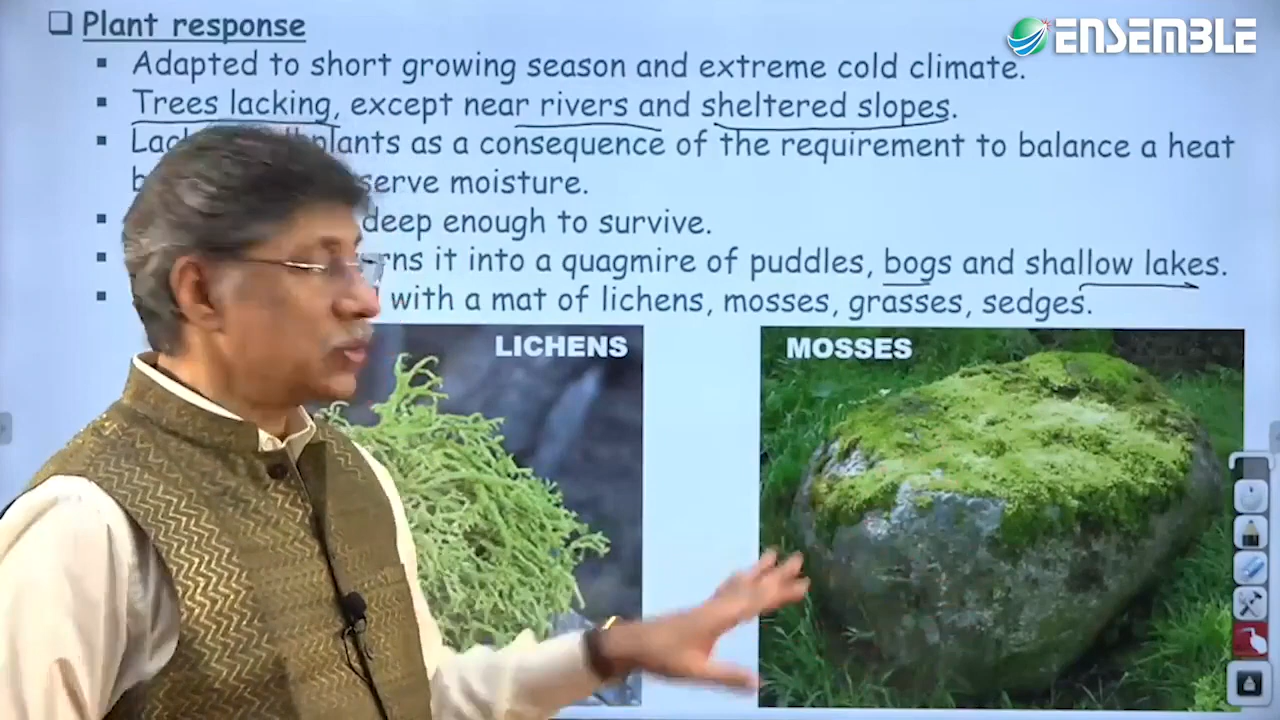 Plant response
ENSEMBLE
Adapted to short growing season and extreme cold climate.
Trees lacking, except near rivers and sheltered slopes.
plants as a consequence of the requirement to balance a heat
serve moisture.
deep enough to survive.
it into a quagmire of puddles, bogs and shallow lakes.
with a mat of lichens, mosses, grasses, sedges.
LICHENS
MOSSES